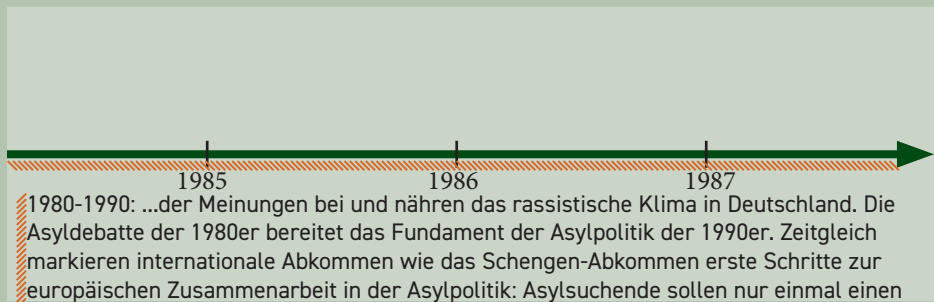 1985 1986 1987
1980-1990: ...der Meinungen bei und nähren das rassistische Klima in Deutschland. Die
Asyldebatte der 1980er bereitet das Fundament der Asylpolitik der 1990er. Zeitgleich
markieren internationale Abkommen wie das Schengen-Abkommen erste Schritte zur
europäischen Zusammenarbeit in der Asylpolitik: Asylsuchende sollen nur einmal einen